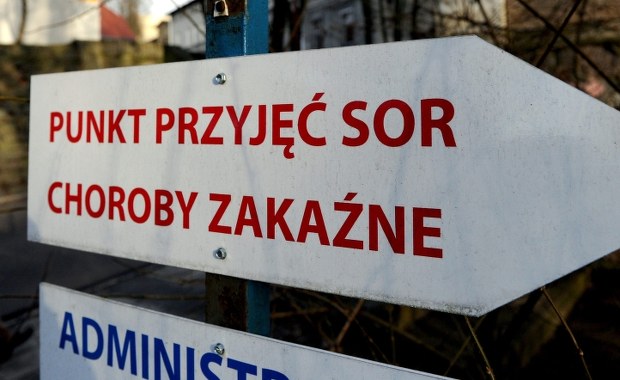 PUNKT PRZYJĘĆ SOR
CHOROBY ZAKAŹNE